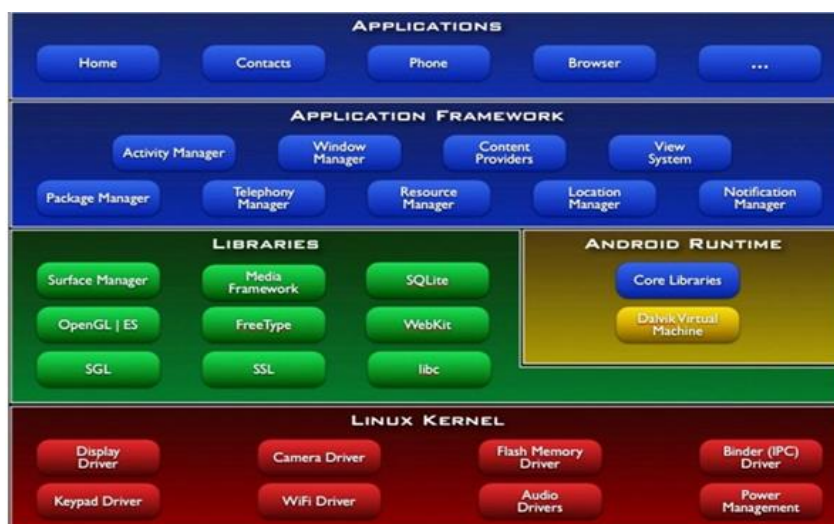 APPLICATIONS
Home
Contacts
Phone
Browser
...
APPLICATION FRAMEWORK
Activity Manager
Window
Manager
Content
Providers
View
System
Package Manager
Telephony
Manager
Resource
Manager
Location
Manager
Notification
Manager
LIBRARIES
Surface Manager
Media
Framework
SQLite
OpenGL | ES
FreeType
WebKit
SGL
SSL
libc
ANDROID RUNTIME
Core Libraries
Dalvik Virtual
Machine
LINUX KERNEL
Display
Driver
Camera Driver
Flash Memory
Driver
Binder (IPC)
Driver
Keypad Driver
WiFi Driver
Audio
Drivers
Power
Management